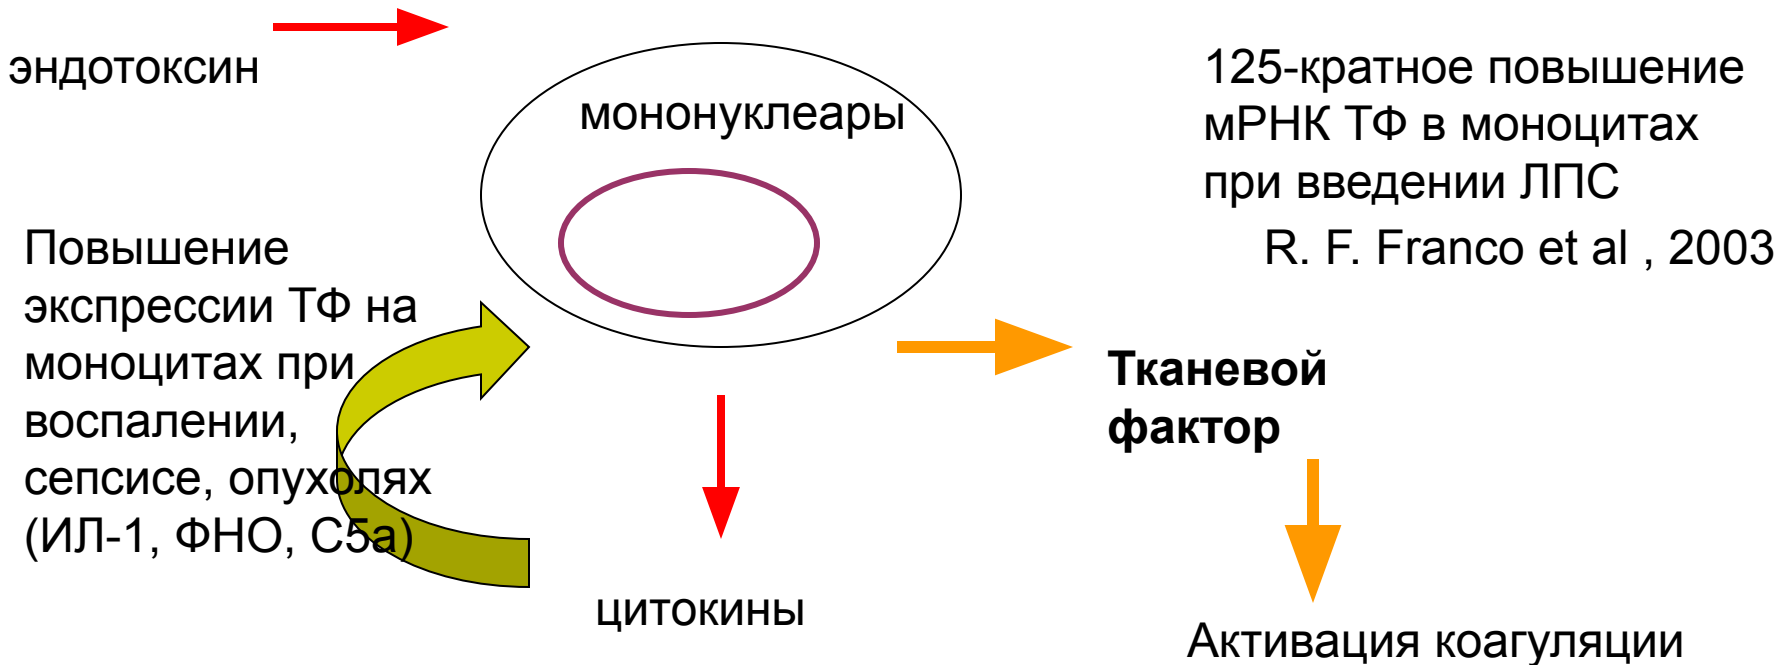 эндотоксин
мононуклеары
125-кратное повышение
мРНК ТФ в моноцитах
при введении ЛПС
R. F. Franco et al , 2003
Повышение
экспрессии ТФ на
моноцитах при
воспалении,
сепсисе, опухолях
(ИЛ-1, ФНО, С5а)
Тканевой
фактор
цитокины
Активация коагуляции